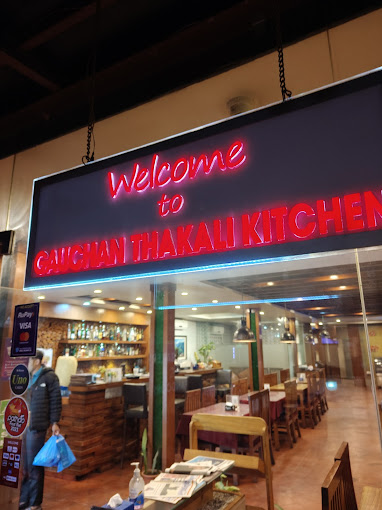 Welcome
to
GAUCHAN THAKALI KITCHEN
RuPay
VISA